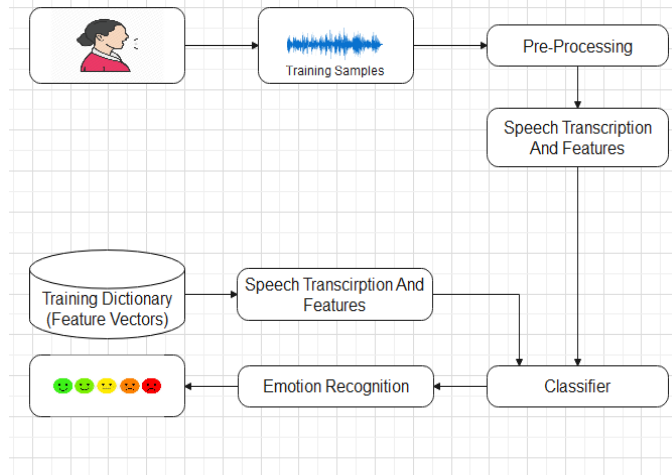 Training Samples
Pre-Processing
Speech Transcription
And Features
Training Dictionary
(Feature Vectors)
Speech Transcirption And
Features
Emotion Recognition
Classifier